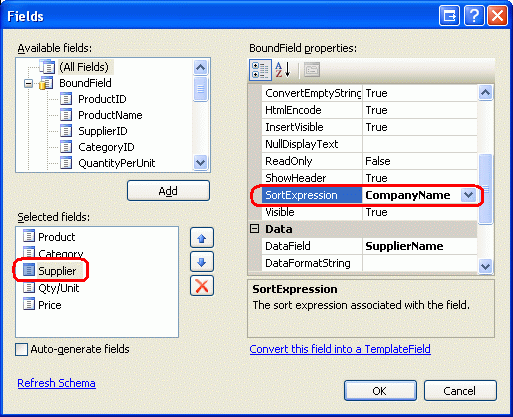 Fields
Available fields:
(All Fields)
BoundField
ProductID
ProductName
SupplierID
CategoryID
QuantityPerUnit
Add
Selected fields:
Product
Category
Supplier
Qty/Unit
Price
Auto-generate fields
Refresh Schema
BoundField properties:
ConvertEmptyString True
HtmlEncode True
InsertVisible True
NullDisplayText
ReadOnly False
ShowHeader True
SortExpression CompanyName
Visible True
Data
DataField SupplierName
DataFormatString
SortExpression
The sort expression associated with the field.
Convert this field into a TemplateField
OK Cancel